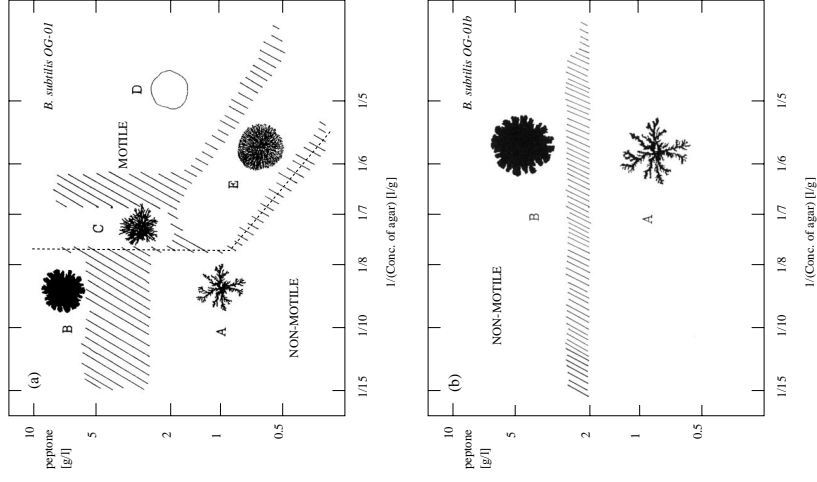 (a)
B. subtilis OG-01
MOTILE
NON-MOTILE
A
B
C
D
E
peptone
[g/l]
10
5
2
1
0.5
1/15
1/10
1/8
1/7
1/6
1/5
1/(Conc. of agar) [l/g]
(b)
B. subtilis OG-01b
NON-MOTILE
B
A
peptone
[g/l]
10
5
2
1
0.5
1/15
1/10
1/8
1/7
1/6
1/5
1/(Conc. of agar) [l/g]